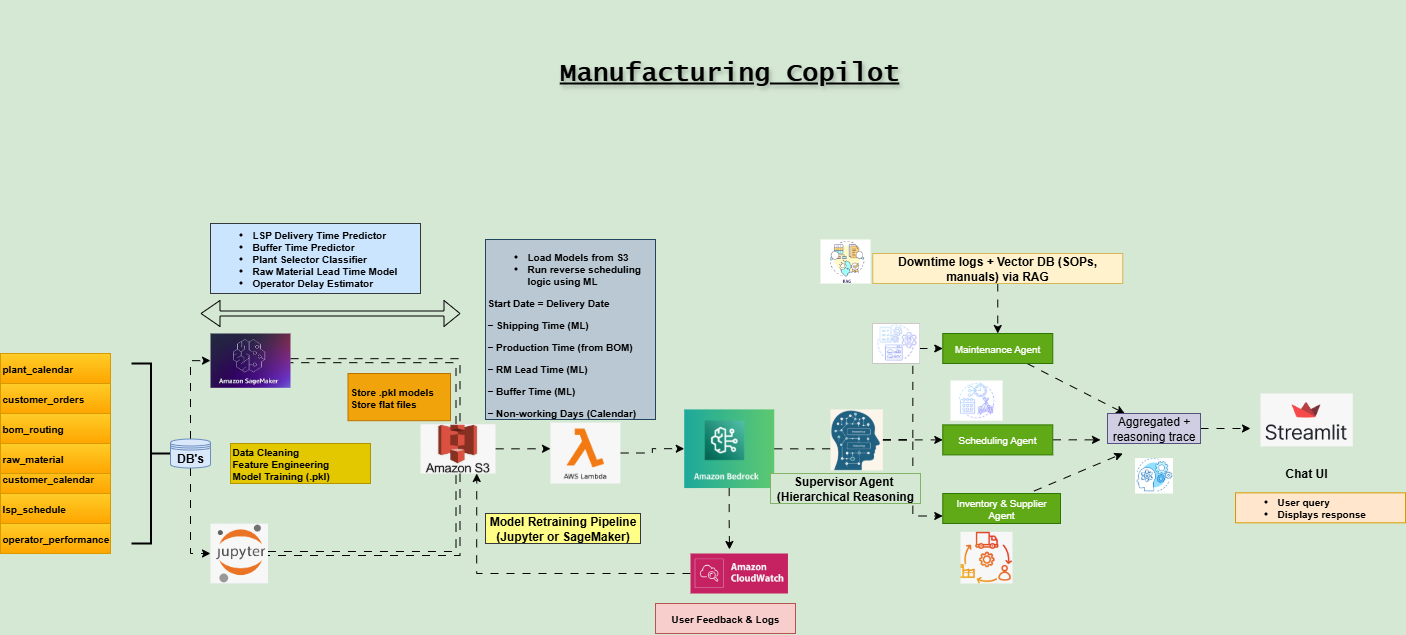 Manufacturing Copilot
LSP Delivery Time Predictor
Buffer Time Predictor
Plant Selector Classifier
Raw Material Lead Time Model
Operator Delay Estimator
Amazon SageMaker
plant_calendar
customer_orders
bom_routing
raw_material
customer_calendar
lsp_schedule
operator_performance
DB's
Data Cleaning
Feature Engineering
Model Training (.pkl)
jupyter
Store .pkl models
Store flat files
Amazon S3
Load Models from S3
Run reverse scheduling
logic using ML
Start Date = Delivery Date
– Shipping Time (ML)
– Production Time (from BOM)
– RM Lead Time (ML)
– Buffer Time (ML)
– Non-working Days (Calendar)
AWS Lambda
Model Retraining Pipeline
(Jupyter or SageMaker)
Amazon Bedrock
Amazon
CloudWatch
User Feedback & Logs
Supervisor Agent
(Hierarchical Reasoning
RAG
Downtime logs + Vector DB (SOPs,
manuals) via RAG
Maintenance Agent
Scheduling Agent
Inventory & Supplier
Agent
Aggregated +
reasoning trace
Streamlit
Chat UI
User query
Displays response